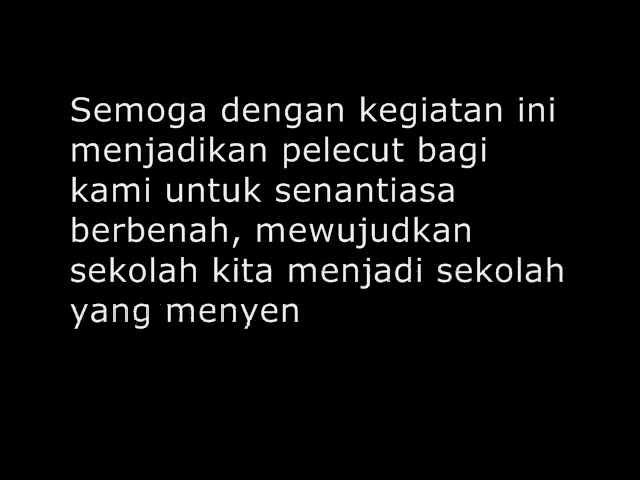 Semoga dengan kegiatan ini
menjadikan pelecut bagi
kami untuk senantiasa
berbenah, mewujudkan
sekolah kita menjadi sekolah
yang menyen